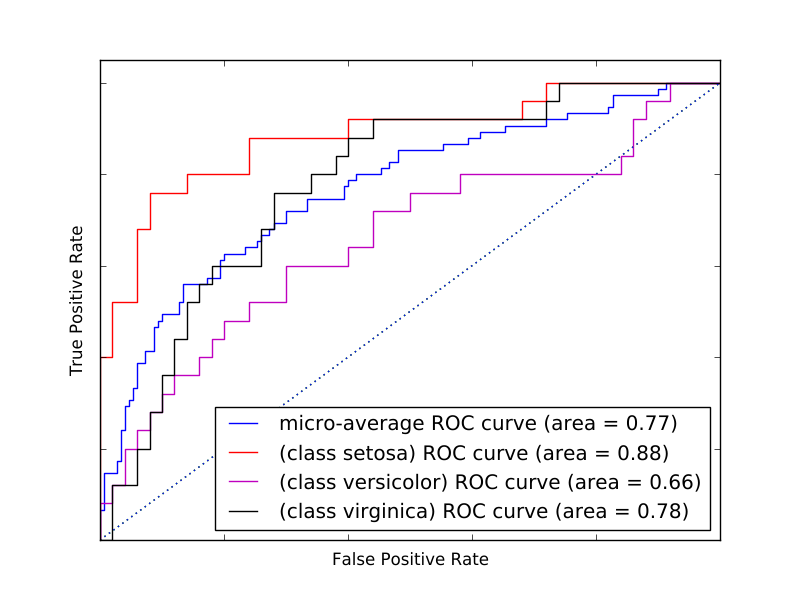 True Positive Rate
micro-average ROC curve (area = 0.77)
(class setosa) ROC curve (area = 0.88)
(class versicolor) ROC curve (area = 0.66)
(class virginica) ROC curve (area = 0.78)
False Positive Rate